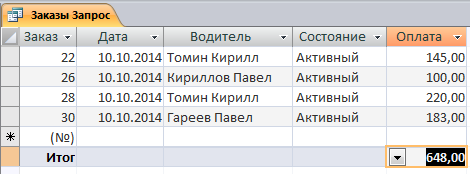 Заказы Запрос
Заказ Дата Водитель Состояние Оплата
22 10.10.2014 Томин Кирилл Активный 145,00
26 10.10.2014 Кириллов Павел Активный 100,00
28 10.10.2014 Томин Кирилл Активный 220,00
30 10.10.2014 Гареев Павел Активный 183,00
* (№)
Итог 648,00